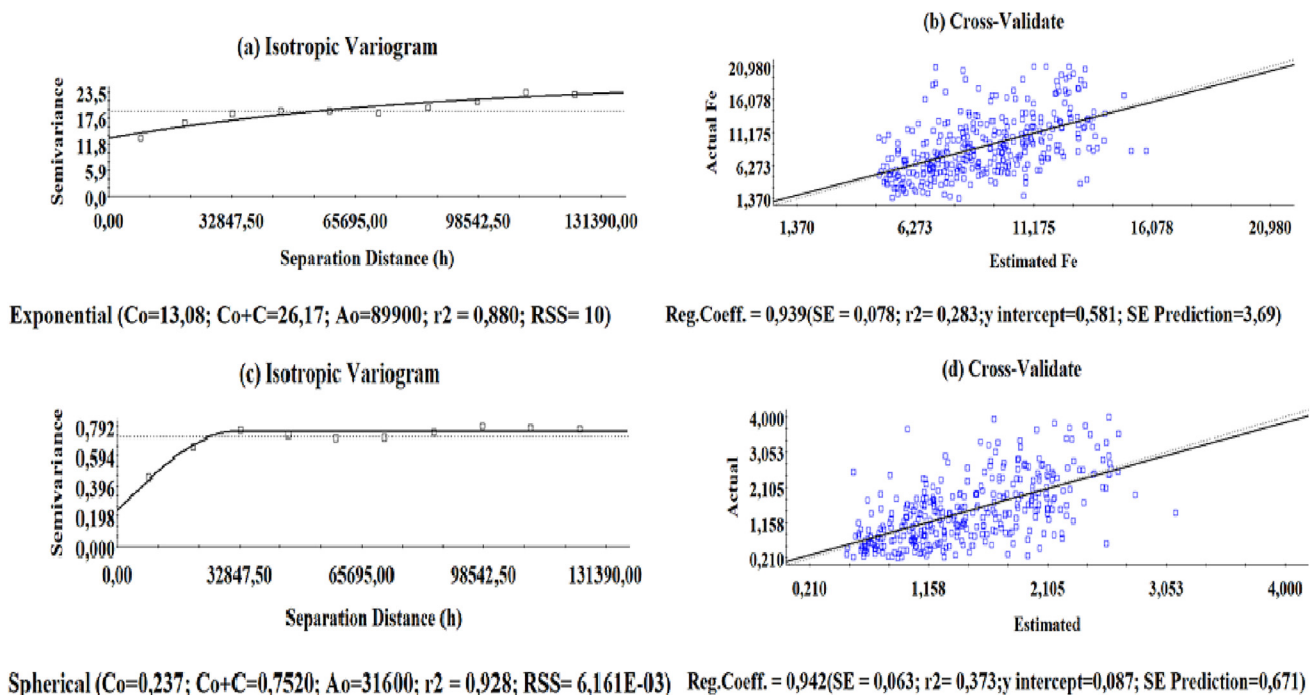 (a) Isotropic Variogram
Semivariance
23,5
17,6
11,8
5,9
0,0
0,00 32847,50 65695,00 98542,50 131390,00
Separation Distance (h)
Exponential (Co=13,08; Co+C=26,17; Ao=89900; r2 = 0,880; RSS= 10)
(b) Cross-Validate
Actual Fe
20,980
16,078
11,175
6,273
1,370
1,370 6,273 11,175 16,078 20,980
Estimated Fe
Reg.Coeff. = 0,939(SE = 0,078; r2= 0,283;y intercept=0,581; SE Prediction=3,69)
(c) Isotropic Variogram
Semivariance
0,792
0,594
0,396
0,198
0,000
0,00 32847,50 65695,00 98542,50 131390,00
Separation Distance (h)
Spherical (Co=0,237; Co+C=0,7520; Ao=31600; r2 = 0,928; RSS= 6,161E-03)
(d) Cross-Validate
Actual
4,000
3,053
2,105
1,158
0,210
0,210 1,158 2,105 3,053 4,000
Estimated
Reg.Coeff. = 0,942(SE = 0,063; r2= 0,373;y intercept=0,087; SE Prediction=0,671)